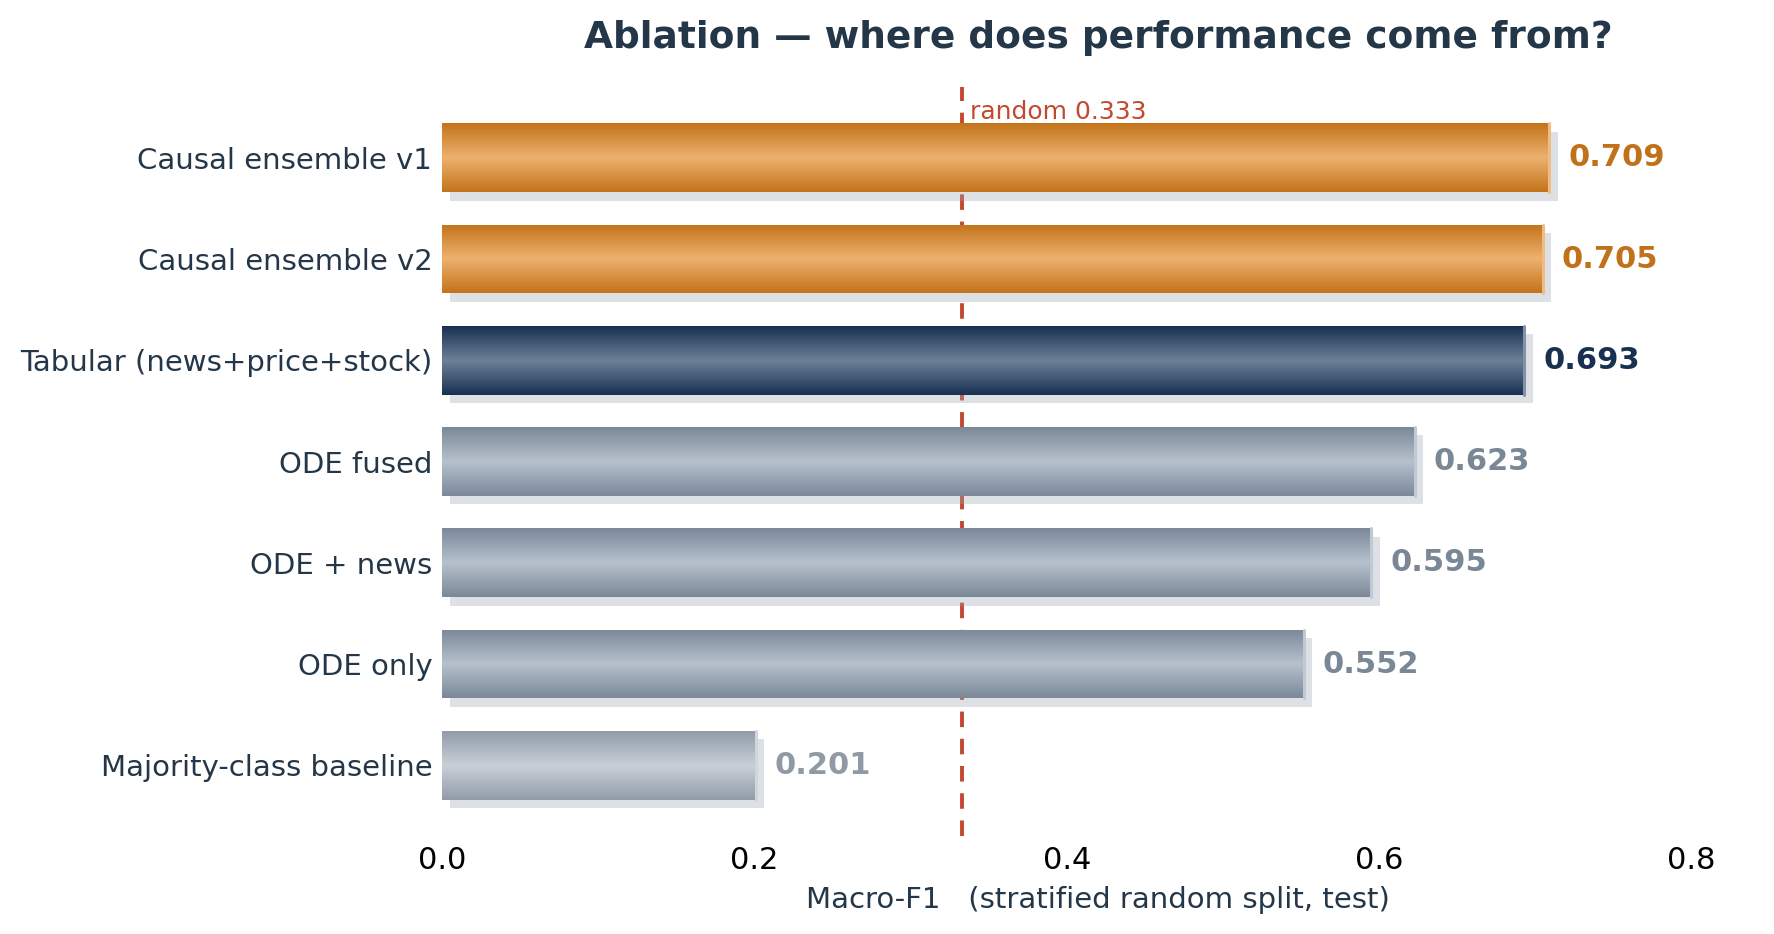 Ablation — where does performance come from?
random 0.333
Causal ensemble v1 0.709
Causal ensemble v2 0.705
Tabular (news+price+stock) 0.693
ODE fused 0.623
ODE + news 0.595
ODE only 0.552
Majority-class baseline 0.201
0.0 0.2 0.4 0.6 0.8
Macro-F1 (stratified random split, test)